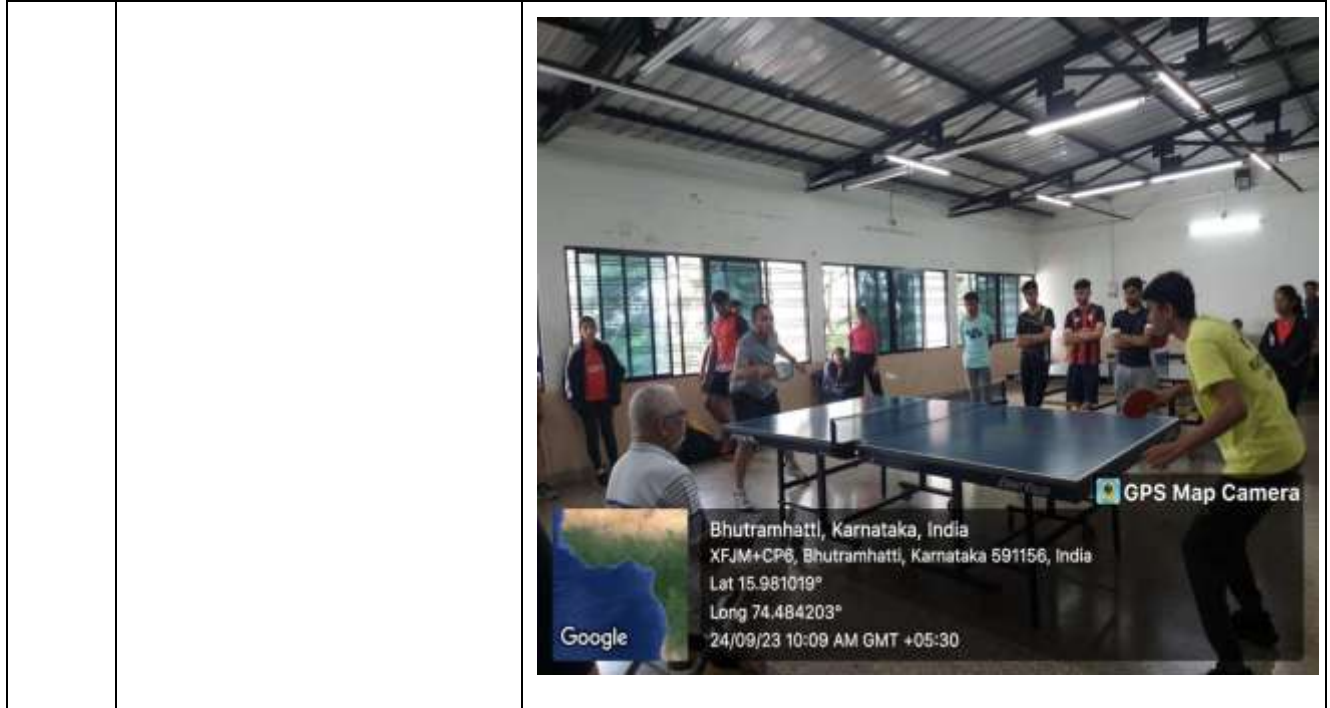 GPS Map Camera
Bhutramhatti, Karnataka, India
XFJM+CP6, Bhutramhatti, Karnataka 591156, India
Lat 15.981019°
Long 74.484203°
24/09/23 10:09 AM GMT +05:30
Google